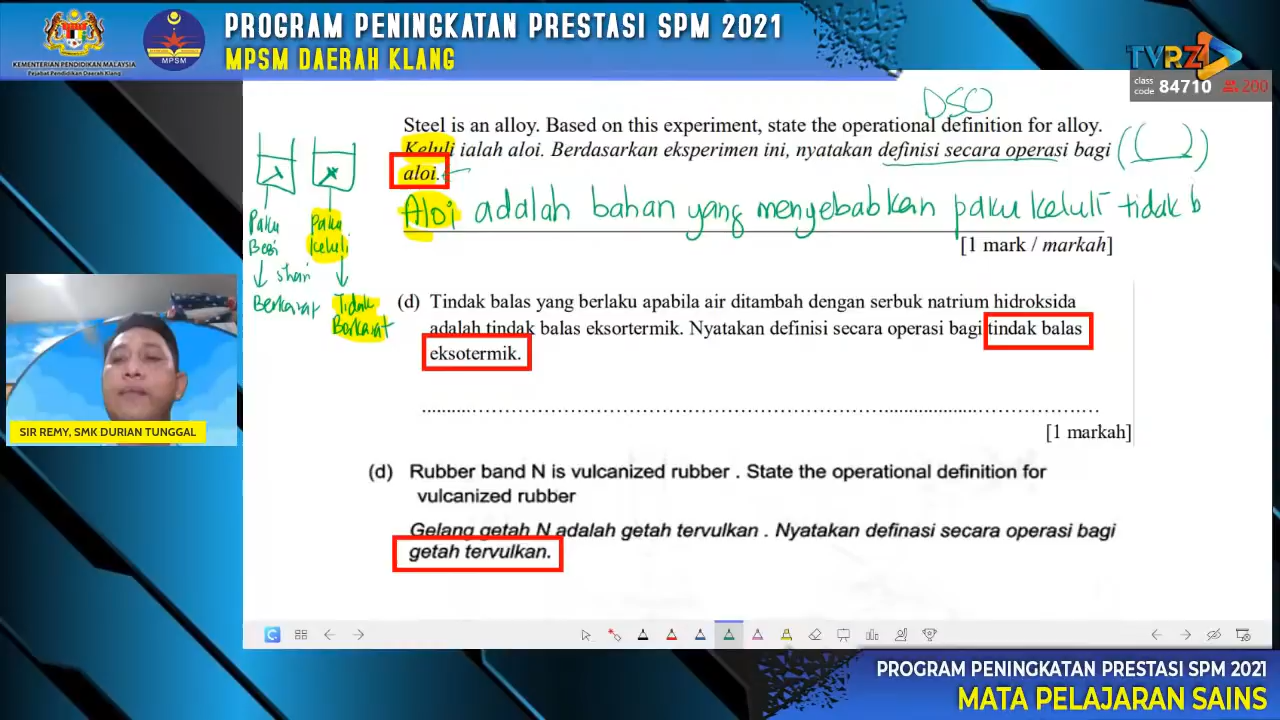 PROGRAM PENINGKATAN PRESTASI SPM 2021
MPSM DAERAH KLANG
KEMENTERIAN PENDIDIKAN MALAYSIA
Pejabat Pendidikan Daerah Klang
MPSM
TVRZ
class code 84710 200
DSO
Steel is an alloy. Based on this experiment, state the operational definition for alloy.
Keluli ialah aloi. Berdasarkan eksperimen ini, nyatakan definisi secara operasi bagi
aloi.
Aloi adalah bahan yang menyebabkan paku keluli tidak b
[1 mark / markah]
Paku Besi
Paku Keluli
5 hari
Berkarat
Tidak Berkarat
(d) Tindak balas yang berlaku apabila air ditambah dengan serbuk natrium hidroksida
adalah tindak balas eksortermik. Nyatakan definisi secara operasi bagi tindak balas
eksotermik.
[1 markah]
(d) Rubber band N is vulcanized rubber . State the operational definition for
vulcanized rubber
Gelang getah N adalah getah tervulkan . Nyatakan definasi secara operasi bagi
getah tervulkan.
SIR REMY, SMK DURIAN TUNGGAL
PROGRAM PENINGKATAN PRESTASI SPM 2021
MATA PELAJARAN SAINS